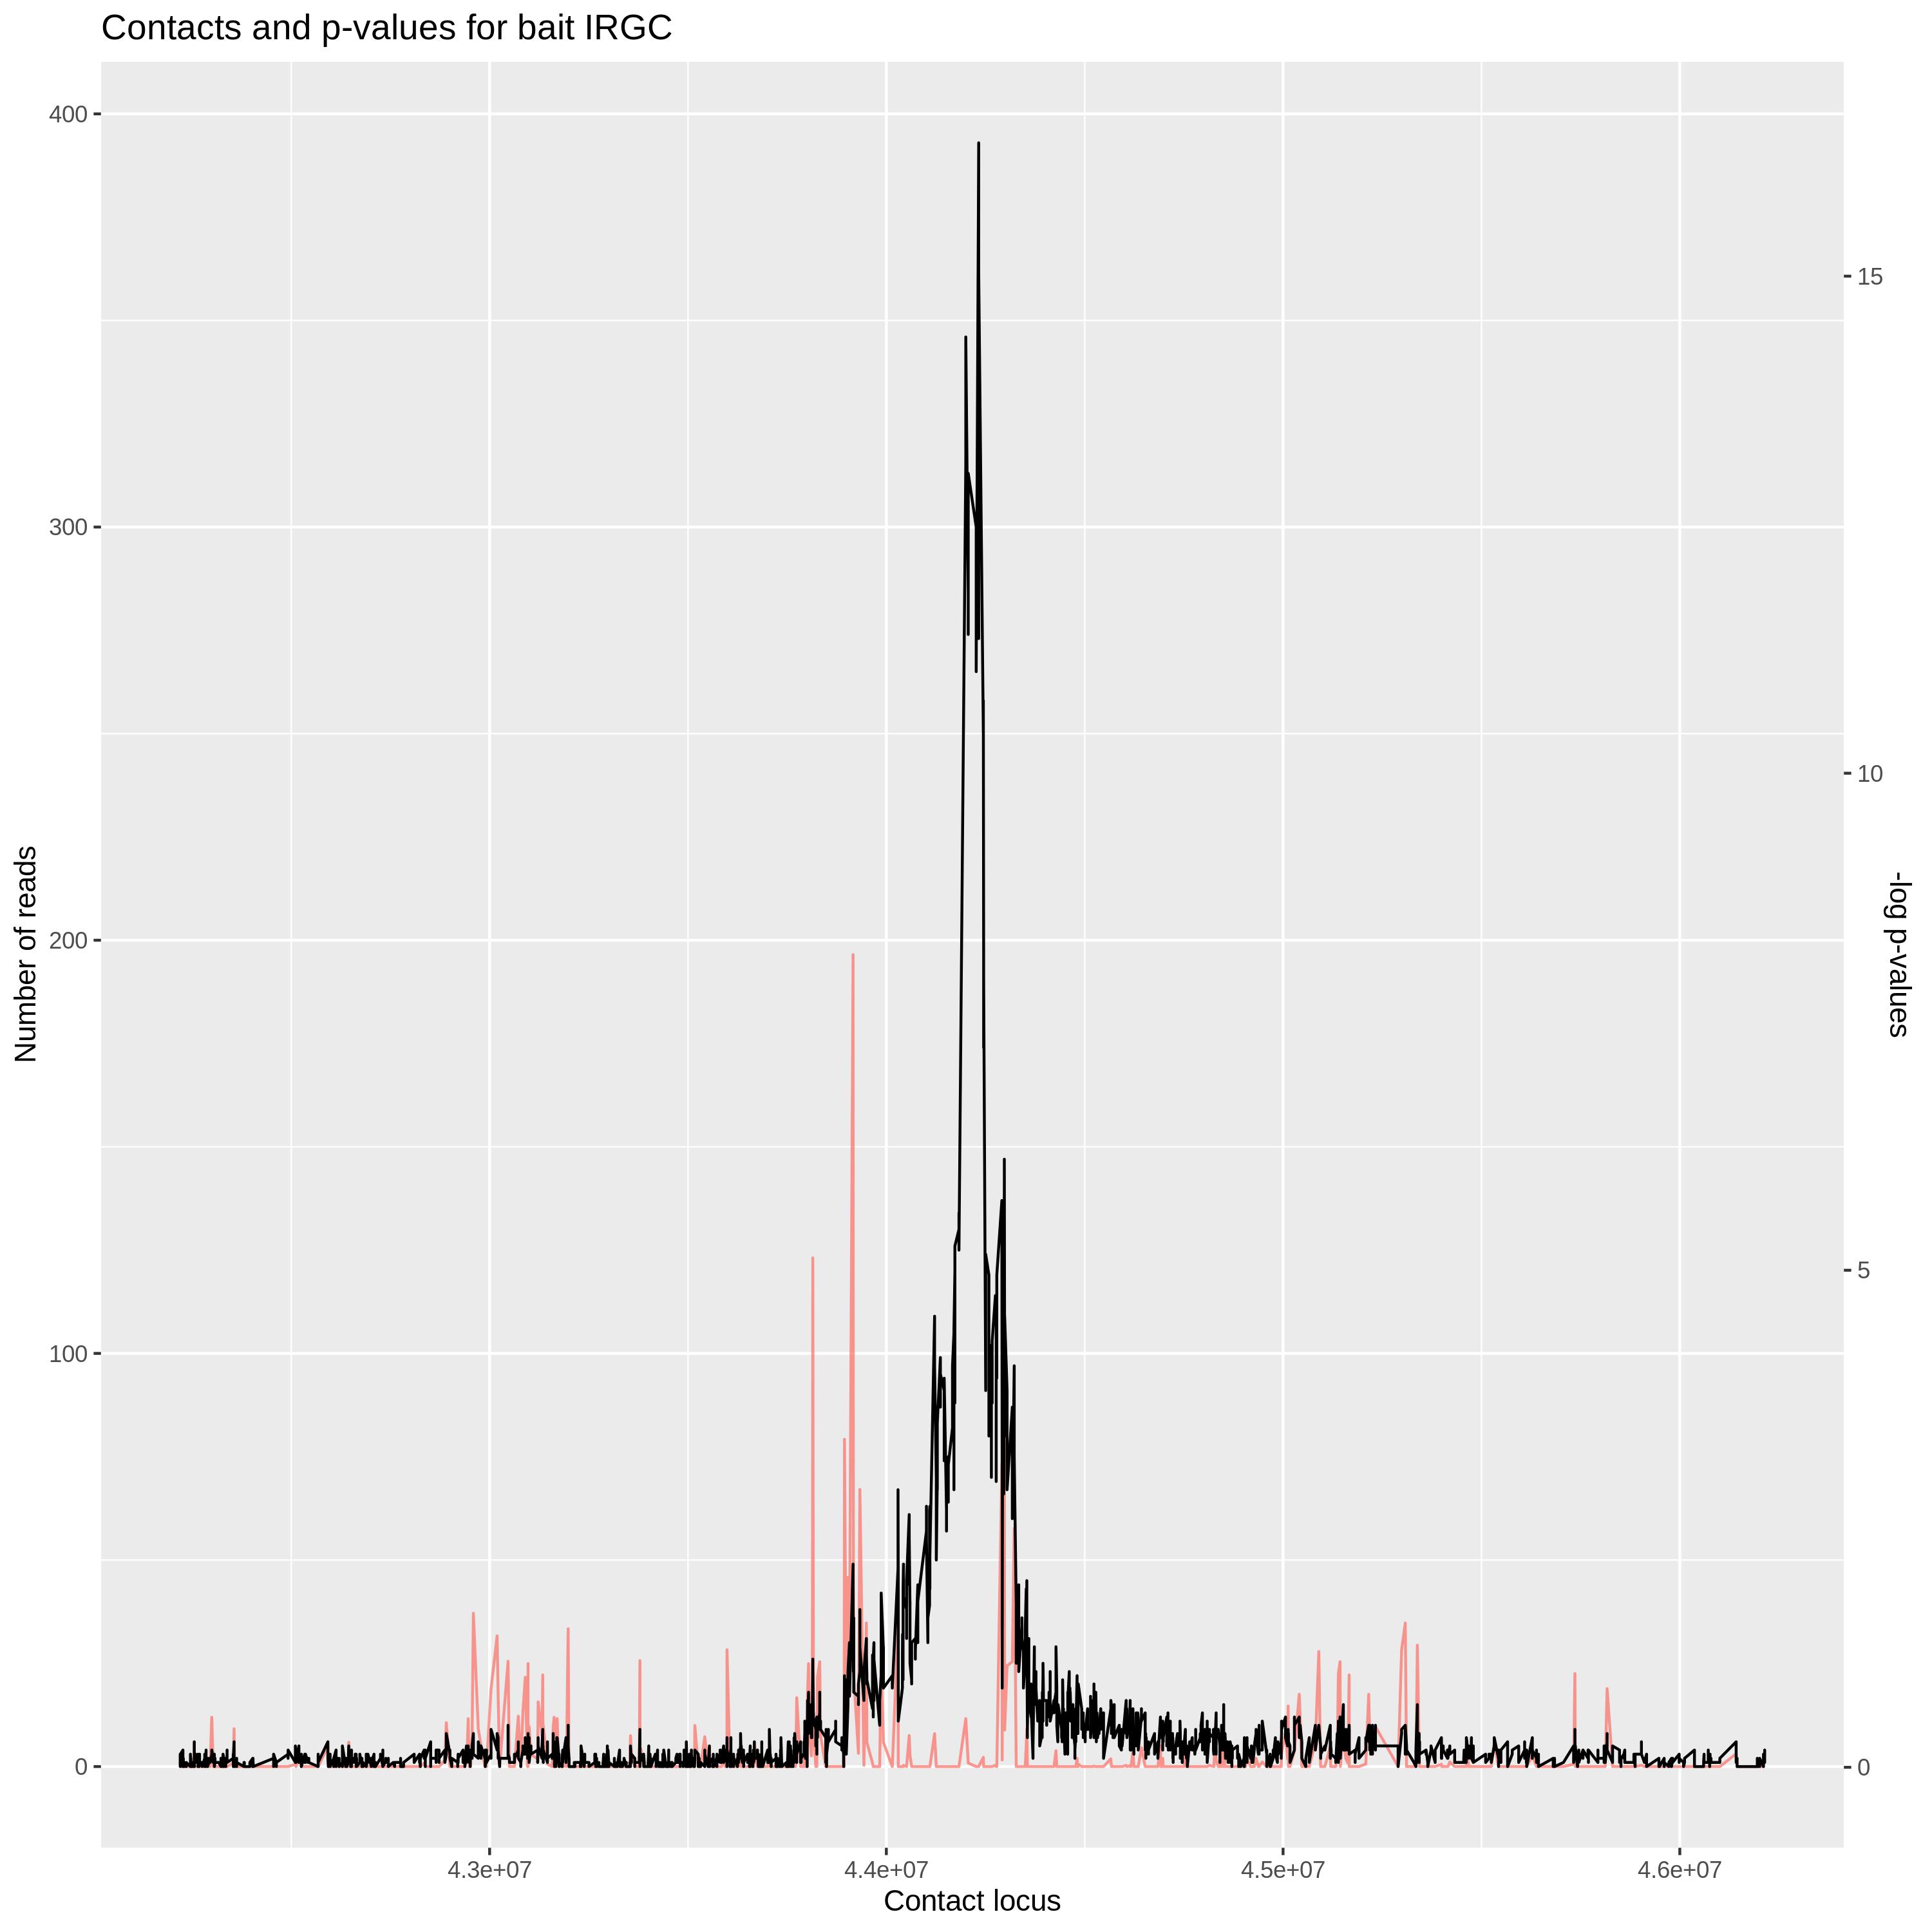 Contacts and p-values for bait IRGC
400
300
200
100
0
Number of reads
15
10
5
0
-log p-values
4.3e+07
4.4e+07
4.5e+07
4.6e+07
Contact locus